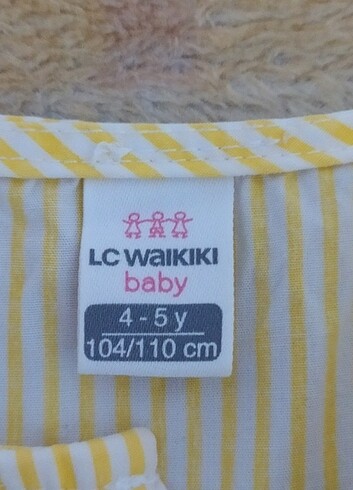 LC WAIKIKI
baby
4 - 5 y
104/110 cm